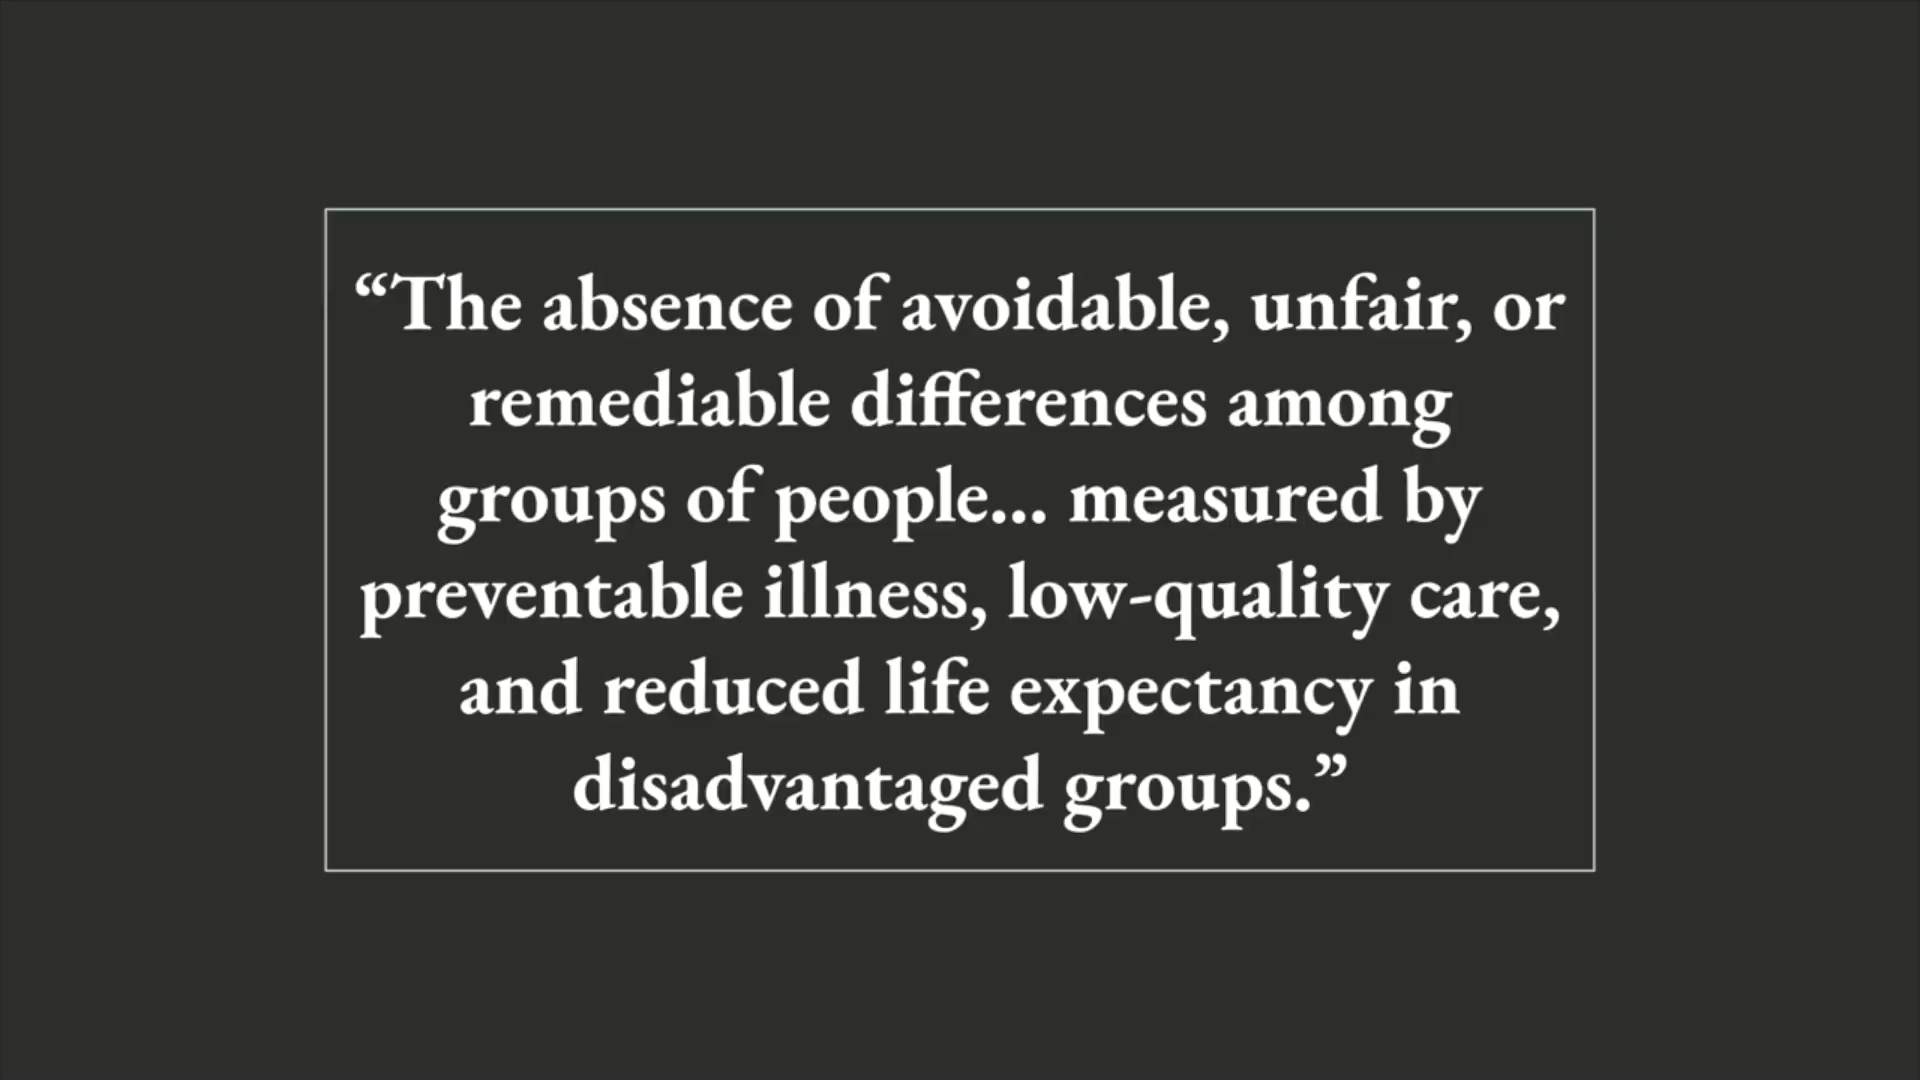 “The absence of avoidable, unfair, or
remediable differences among
groups of people... measured by
preventable illness, low-quality care,
and reduced life expectancy in
disadvantaged groups.”